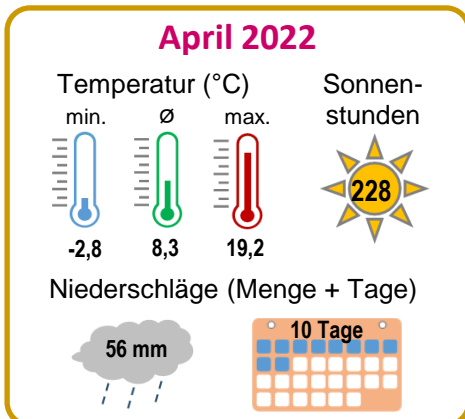 April 2022
Temperatur (°C)
Sonnen-
stunden
min. Ø max.
228
-2,8 8,3 19,2
Niederschläge (Menge + Tage)
56 mm
10 Tage